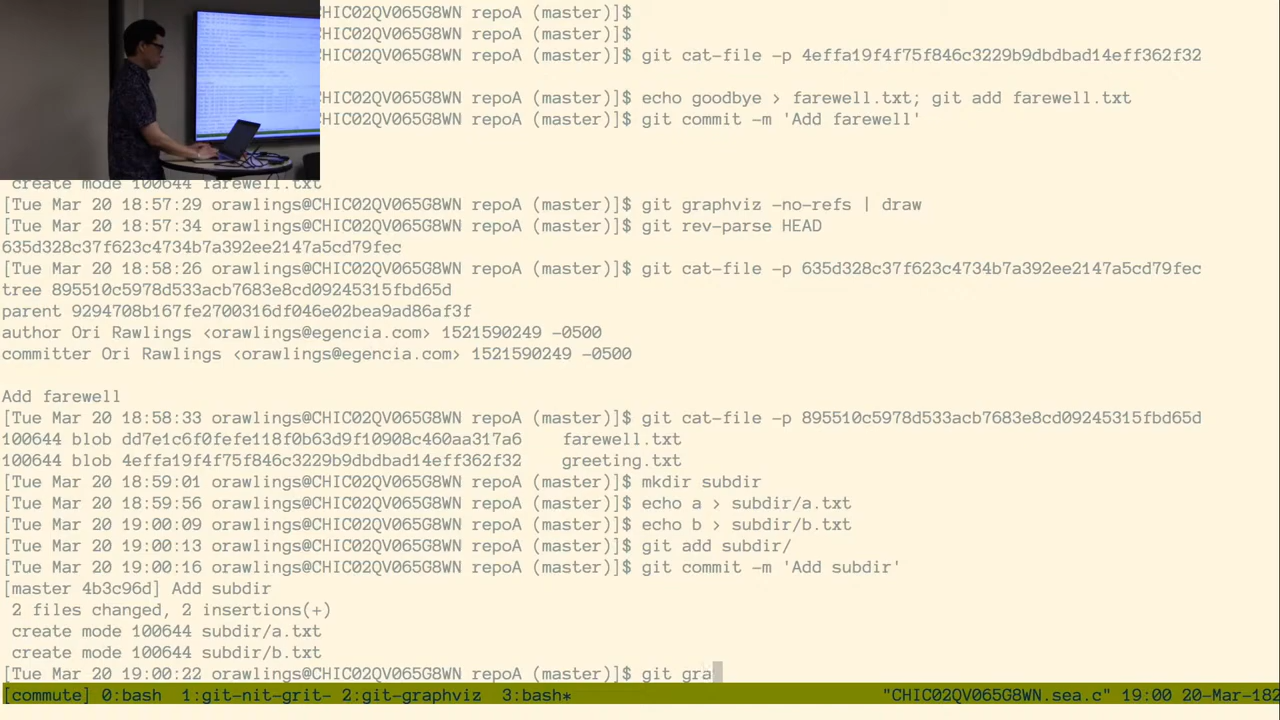 CHIC02QV065G8WN repoA (master)]$
CHIC02QV065G8WN repoA (master)]$
CHIC02QV065G8WN repoA (master)]$ git cat-file -p 4effa19f4f75f846c3229b9dbdbad14eff362f32
CHIC02QV065G8WN repoA (master)]$ echo goodbye > farewell.txt; git add farewell.txt
CHIC02QV065G8WN repoA (master)]$ git commit -m 'Add farewell'
create mode 100644 farewell.txt
[Tue Mar 20 18:57:29 orawlings@CHIC02QV065G8WN repoA (master)]$ git graphviz -no-refs | draw
[Tue Mar 20 18:57:34 orawlings@CHIC02QV065G8WN repoA (master)]$ git rev-parse HEAD
635d328c37f623c4734b7a392ee2147a5cd79fec
[Tue Mar 20 18:58:26 orawlings@CHIC02QV065G8WN repoA (master)]$ git cat-file -p 635d328c37f623c4734b7a392ee2147a5cd79fec
tree 895510c5978d533acb7683e8cd09245315fbd65d
parent 9294708b167fe2700316df046e02bea9ad86af3f
author Ori Rawlings <orawlings@egencia.com> 1521590249 -0500
committer Ori Rawlings <orawlings@egencia.com> 1521590249 -0500
Add farewell
[Tue Mar 20 18:58:33 orawlings@CHIC02QV065G8WN repoA (master)]$ git cat-file -p 895510c5978d533acb7683e8cd09245315fbd65d
100644 blob dd7e1c6f0fefe118f0b63d9f10908c460aa317a6    farewell.txt
100644 blob 4effa19f4f75f846c3229b9dbdbad14eff362f32    greeting.txt
[Tue Mar 20 18:59:01 orawlings@CHIC02QV065G8WN repoA (master)]$ mkdir subdir
[Tue Mar 20 18:59:56 orawlings@CHIC02QV065G8WN repoA (master)]$ echo a > subdir/a.txt
[Tue Mar 20 19:00:09 orawlings@CHIC02QV065G8WN repoA (master)]$ echo b > subdir/b.txt
[Tue Mar 20 19:00:13 orawlings@CHIC02QV065G8WN repoA (master)]$ git add subdir/
[Tue Mar 20 19:00:16 orawlings@CHIC02QV065G8WN repoA (master)]$ git commit -m 'Add subdir'
[master 4b3c96d] Add subdir
2 files changed, 2 insertions(+)
create mode 100644 subdir/a.txt
create mode 100644 subdir/b.txt
[Tue Mar 20 19:00:22 orawlings@CHIC02QV065G8WN repoA (master)]$ git gra
[commute] 0:bash  1:git-nit-grit- 2:git-graphviz  3:bash*    "CHIC02QV065G8WN.sea.c" 19:00 20-Mar-182